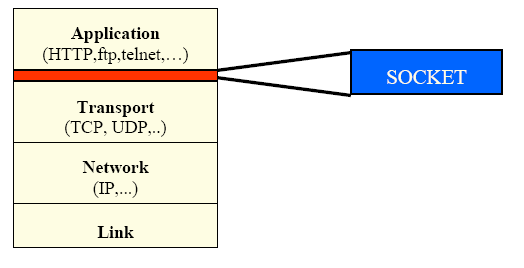 Application
(HTTP,ftp,telnet,…)
SOCKET
Transport
(TCP, UDP,..)
Network
(IP,...)
Link